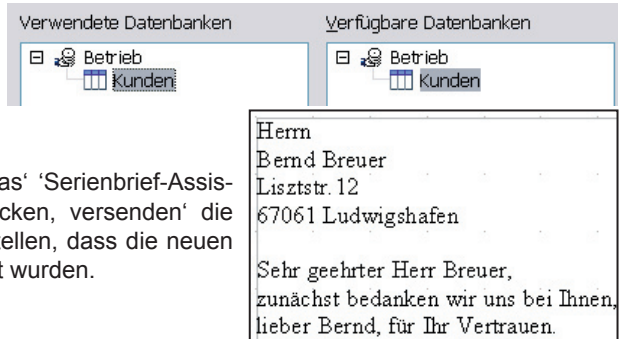 Verwendete Datenbanken
Verfügbare Datenbanken
Betrieb
Kunden
Betrieb
Kunden
as‘ ‘Serienbrief-Assis-
cken, versenden‘ die
tellen, dass die neuen
t wurden.
Herrn
Bernd Breuer
Lisztstr. 12
67061 Ludwigshafen
Sehr geehrter Herr Breuer,
zunächst bedanken wir uns bei Ihnen,
lieber Bernd, für Ihr Vertrauen.